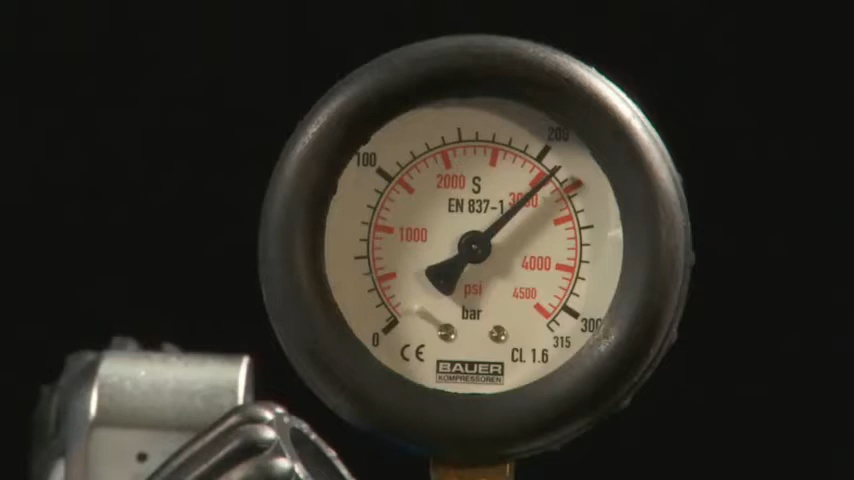 200
100
2000 S
EN 837-1
3000
1000
4000
psi
4500
bar
0
300
315
CE
CL 1.6
BAUER
KOMPRESSOREN